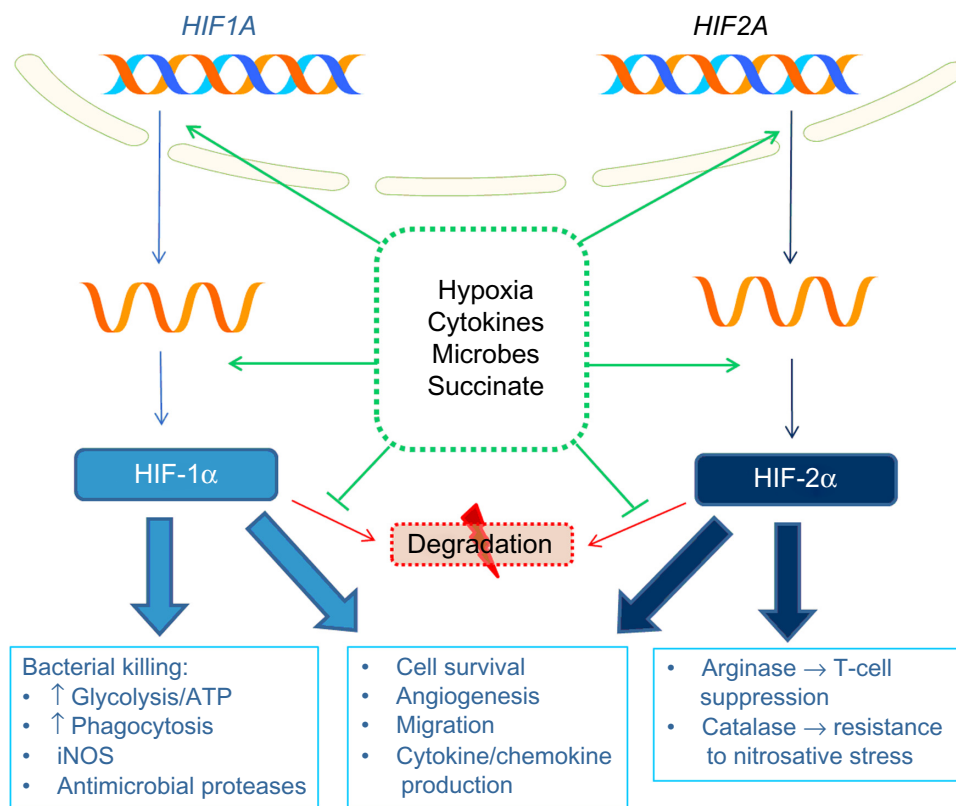 HIF1A
HIF2A
Hypoxia
Cytokines
Microbes
Succinate
HIF-1α
HIF-2α
Degradation
Bacterial killing:
• ↑ Glycolysis/ATP
• ↑ Phagocytosis
• iNOS
• Antimicrobial proteases
• Cell survival
• Angiogenesis
• Migration
• Cytokine/chemokine
production
• Arginase → T-cell
suppression
• Catalase → resistance
to nitrosative stress